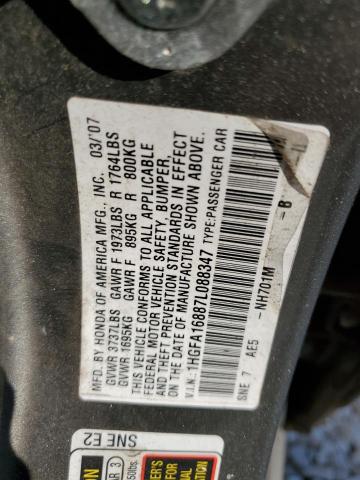 MFD. BY HONDA OF AMERICA MFG., INC. 03/'07
GVWR 3737LBS GAWR F 1973LBS R 1764LBS
GVWR 1695KG GAWR F 895KG R 800KG
THIS VEHICLE CONFORMS TO ALL APPLICABLE
FEDERAL MOTOR VEHICLE SAFETY, BUMPER,
AND THEFT PREVENTION STANDARDS IN EFFECT
ON THE DATE OF MANUFACTURE SHOWN ABOVE.
V.I.N.: 1HGFA16887L088347 TYPE:PASSENGER CAR
SNE 7 AE5 - NH701M - B
SNE E2